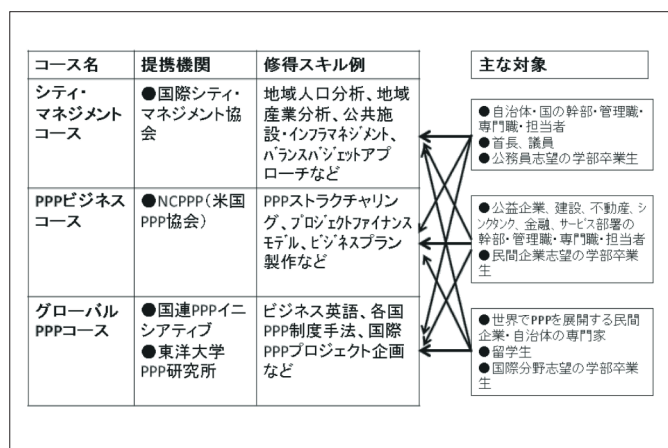 コース名
提携機関
修得スキル例
シティ・
マネジメント
コース
●国際シティ・
マネジメント協
会
地域人口分析、地域
産業分析、公共施
設・インフラマネジメント、
バランスバジェットアプ
ローチなど
PPPビジネス
コース
●NCPPP(米国
PPP協会)
PPPストラクチャリン
グ、プロジェクトファイナンス
モデル、ビジネスプラン
製作など
グローバル
PPPコース
●国連PPPイニ
シアティブ
●東洋大学
PPP研究所
ビジネス英語、各国
PPP制度手法、国際
PPPプロジェクト企画
など
主な対象
●自治体・国の幹部・管理職・
専門職・担当者
●首長、議員
●公務員志望の学部卒業生
●公益企業、建設、不動産、シ
ンクタンク、金融、サービス部署の
幹部・管理職・専門職・担当者
●民間企業志望の学部卒業
生
●世界でPPPを展開する民間
企業・自治体の専門家
●留学生
●国際分野志望の学部卒業
生